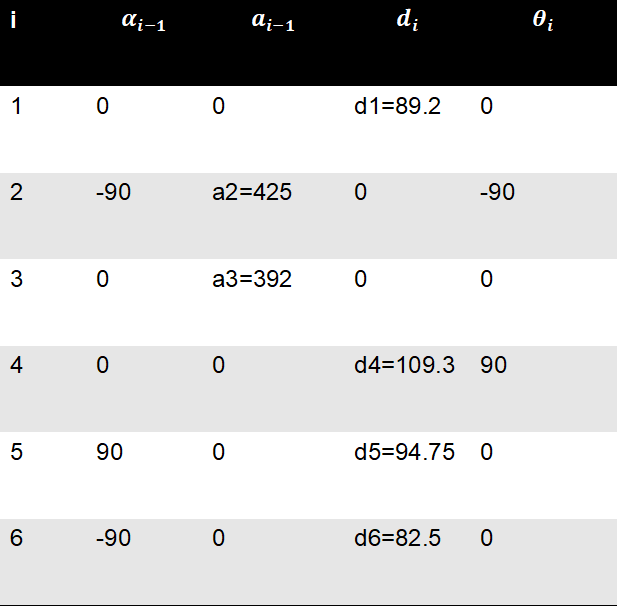 i α_{i−1} a_{i−1} d_i θ_i
1 0 0 d1=89.2 0
2 -90 a2=425 0 -90
3 0 a3=392 0 0
4 0 0 d4=109.3 90
5 90 0 d5=94.75 0
6 -90 0 d6=82.5 0